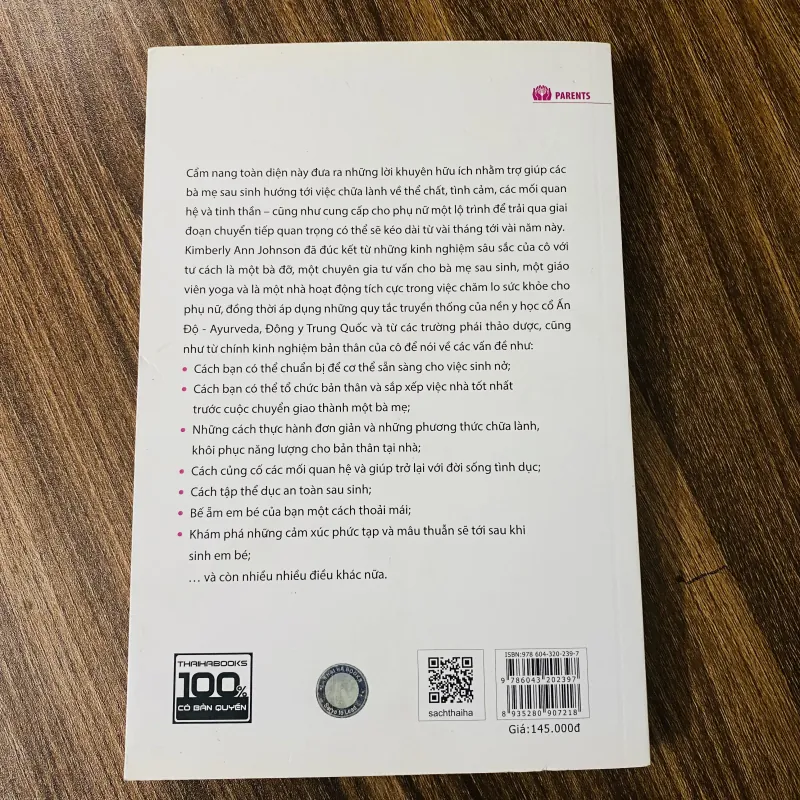 PARENTS
Cẩm nang toàn diện này đưa ra những lời khuyên hữu ích nhằm trợ giúp các
bà mẹ sau sinh hướng tới việc chữa lành về thể chất, tình cảm, các mối quan
hệ và tinh thần – cũng như cung cấp cho phụ nữ một lộ trình để trải qua giai
đoạn chuyển tiếp quan trọng có thể sẽ kéo dài từ vài tháng tới vài năm này.
Kimberly Ann Johnson đã đúc kết từ những kinh nghiệm sâu sắc của cô với
tư cách là một bà đỡ, một chuyên gia tư vấn cho bà mẹ sau sinh, một giáo
viên yoga và là một nhà hoạt động tích cực trong việc chăm lo sức khỏe cho
phụ nữ, đồng thời áp dụng những quy tắc truyền thống của nền y học cổ Ấn
Độ - Ayurveda, Đông y Trung Quốc và từ các trường phái thảo dược, cũng
như từ chính kinh nghiệm bản thân của cô để nói về các vấn đề như:
• Cách bạn có thể chuẩn bị để cơ thể sẵn sàng cho việc sinh nở;
• Cách bạn có thể tổ chức bản thân và sắp xếp việc nhà tốt nhất
trước cuộc chuyển giao thành một bà mẹ;
• Những cách thực hành đơn giản và những phương thức chữa lành,
khôi phục năng lượng cho bản thân tại nhà;
• Cách củng cố các mối quan hệ và giúp trở lại với đời sống tình dục;
• Cách tập thể dục an toàn sau sinh;
• Bế ẵm em bé của bạn một cách thoải mái;
• Khám phá những cảm xúc phức tạp và mâu thuẫn sẽ tới sau khi
sinh em bé;
… và còn nhiều nhiều điều khác nữa.
THAIHABOOKS
100%
CÓ BẢN QUYỀN
THAI HA BOOKS
Serve to Lead
sachthaiha
ISBN:978 604-320-239-7
9 786043 202397
8 935280 907218
Giá:145.000đ